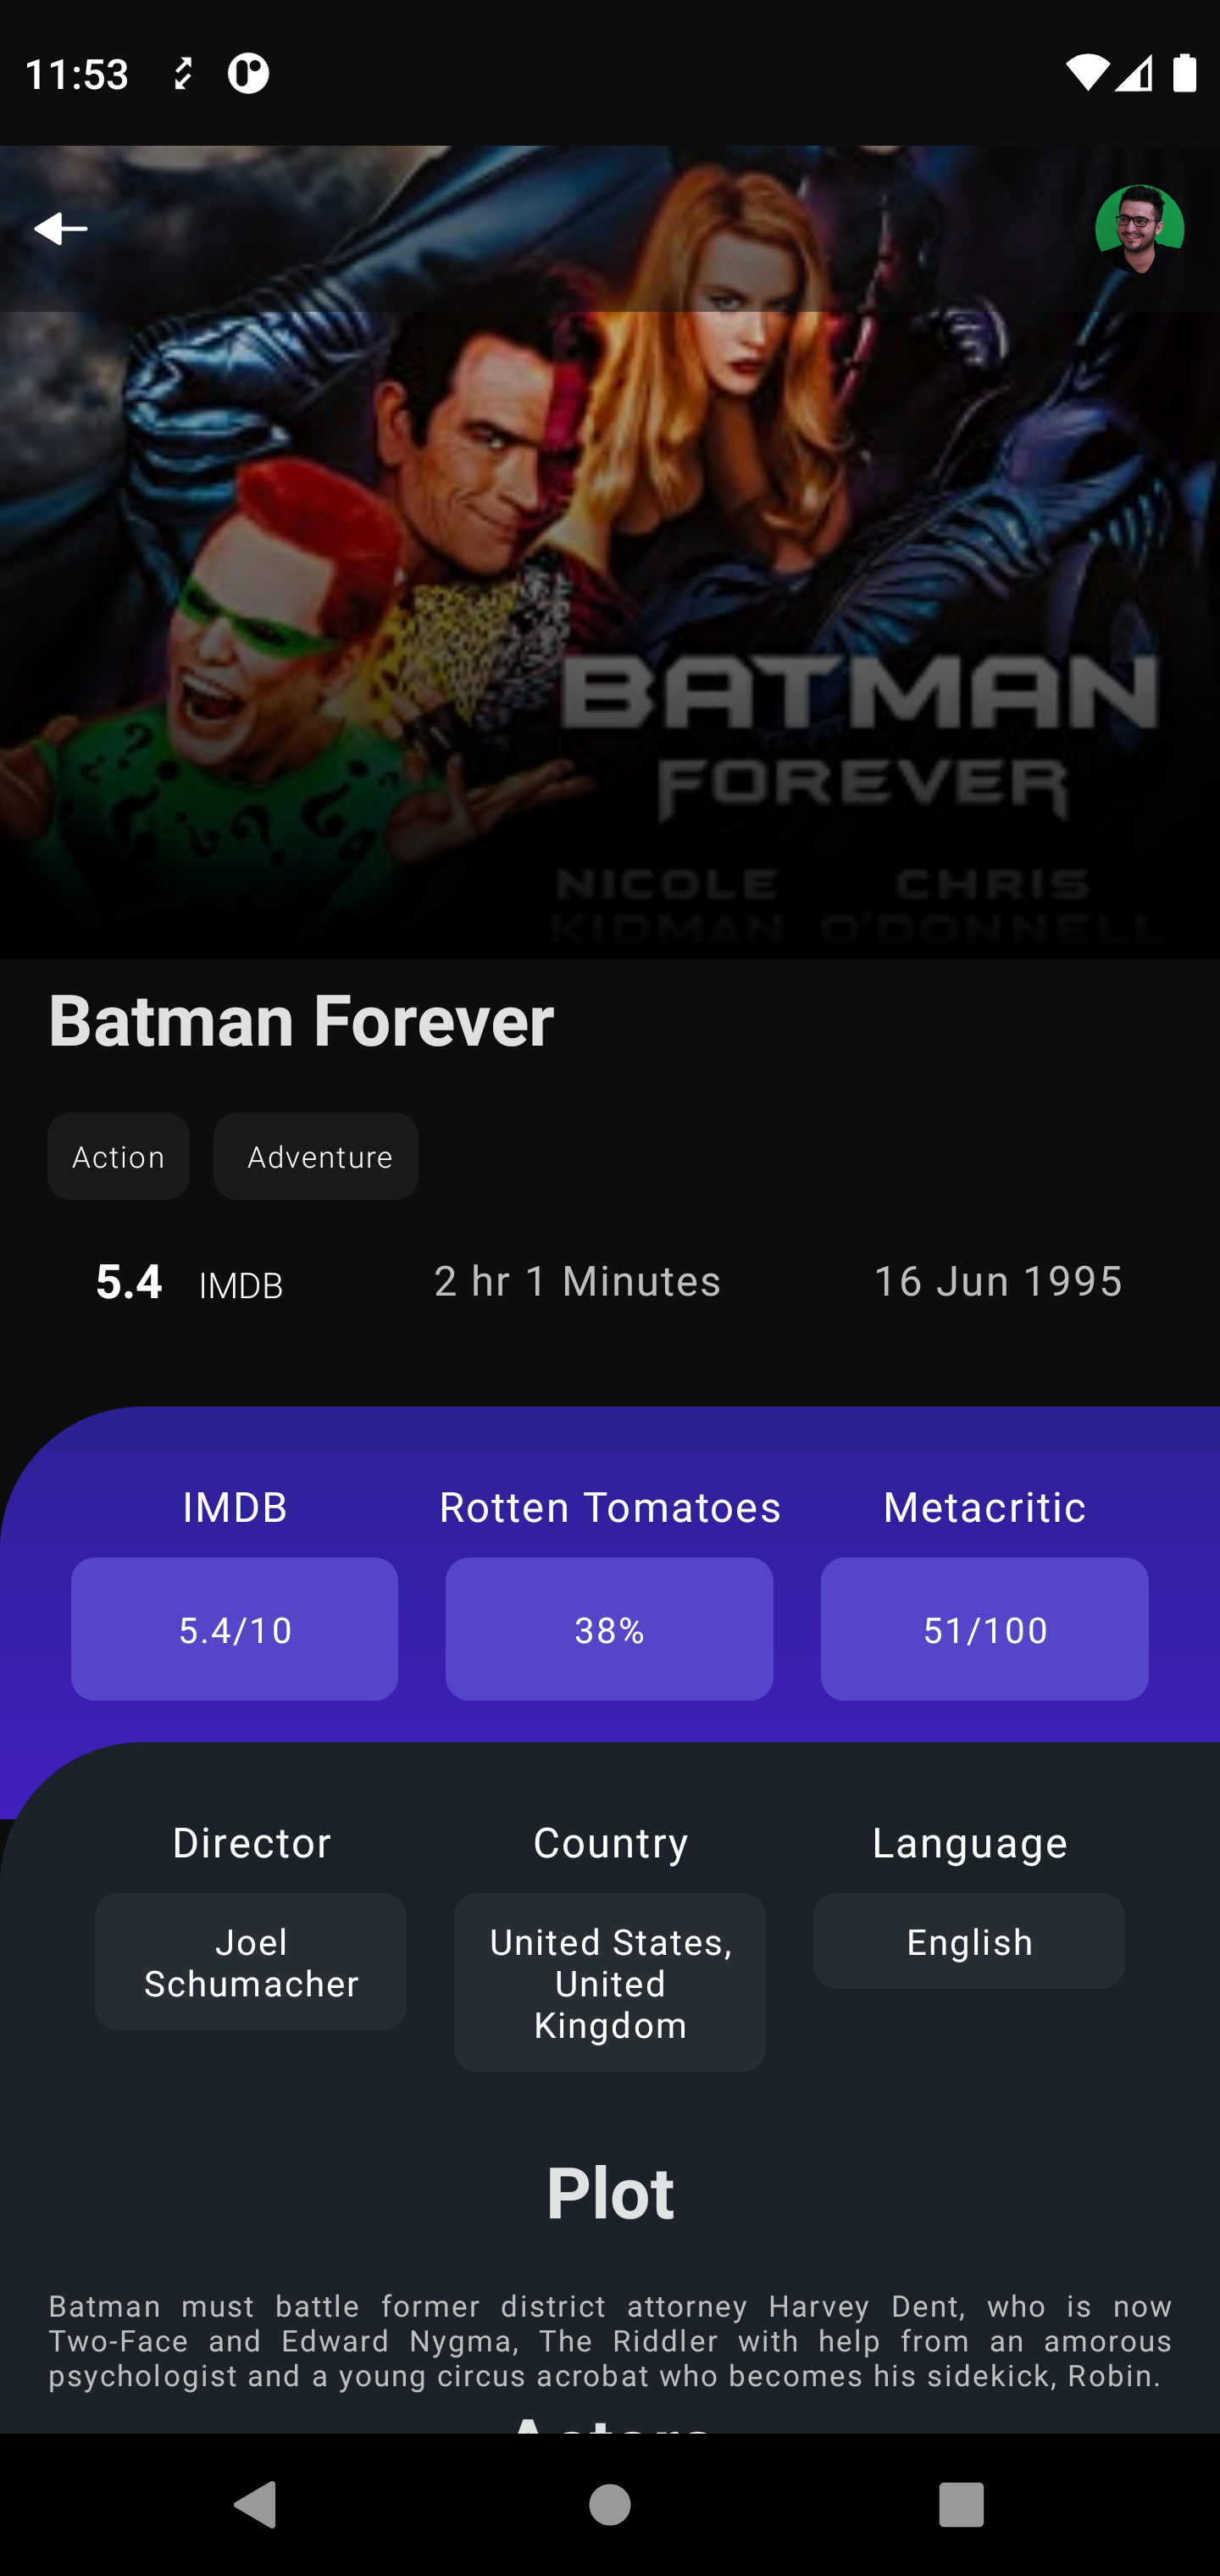 11:53
BATMAN
FOREVER
NICOLE CHRIS
KIDMAN O'DONNELL
Batman Forever
Action Adventure
5.4 IMDB 2 hr 1 Minutes 16 Jun 1995
IMDB Rotten Tomatoes Metacritic
5.4/10 38% 51/100
Director Country Language
Joel United States, English
Schumacher United
Kingdom
Plot
Batman must battle former district attorney Harvey Dent, who is now
Two-Face and Edward Nygma, The Riddler with help from an amorous
psychologist and a young circus acrobat who becomes his sidekick, Robin.
Actors